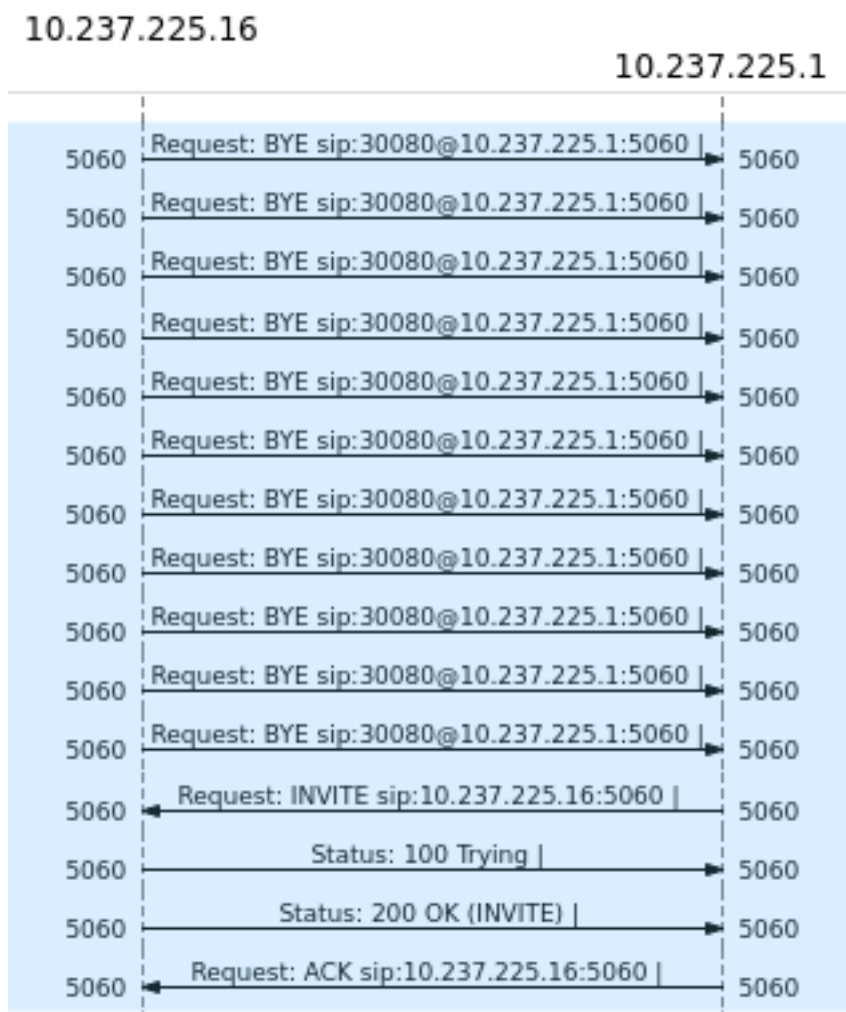 10.237.225.16
10.237.225.1
5060 Request: BYE sip:30080@10.237.225.1:5060 | 5060
5060 Request: BYE sip:30080@10.237.225.1:5060 | 5060
5060 Request: BYE sip:30080@10.237.225.1:5060 | 5060
5060 Request: BYE sip:30080@10.237.225.1:5060 | 5060
5060 Request: BYE sip:30080@10.237.225.1:5060 | 5060
5060 Request: BYE sip:30080@10.237.225.1:5060 | 5060
5060 Request: BYE sip:30080@10.237.225.1:5060 | 5060
5060 Request: BYE sip:30080@10.237.225.1:5060 | 5060
5060 Request: BYE sip:30080@10.237.225.1:5060 | 5060
5060 Request: BYE sip:30080@10.237.225.1:5060 | 5060
5060 Request: BYE sip:30080@10.237.225.1:5060 | 5060
5060 Request: INVITE sip:10.237.225.16:5060 | 5060
5060 Status: 100 Trying | 5060
5060 Status: 200 OK (INVITE) | 5060
5060 Request: ACK sip:10.237.225.16:5060 | 5060